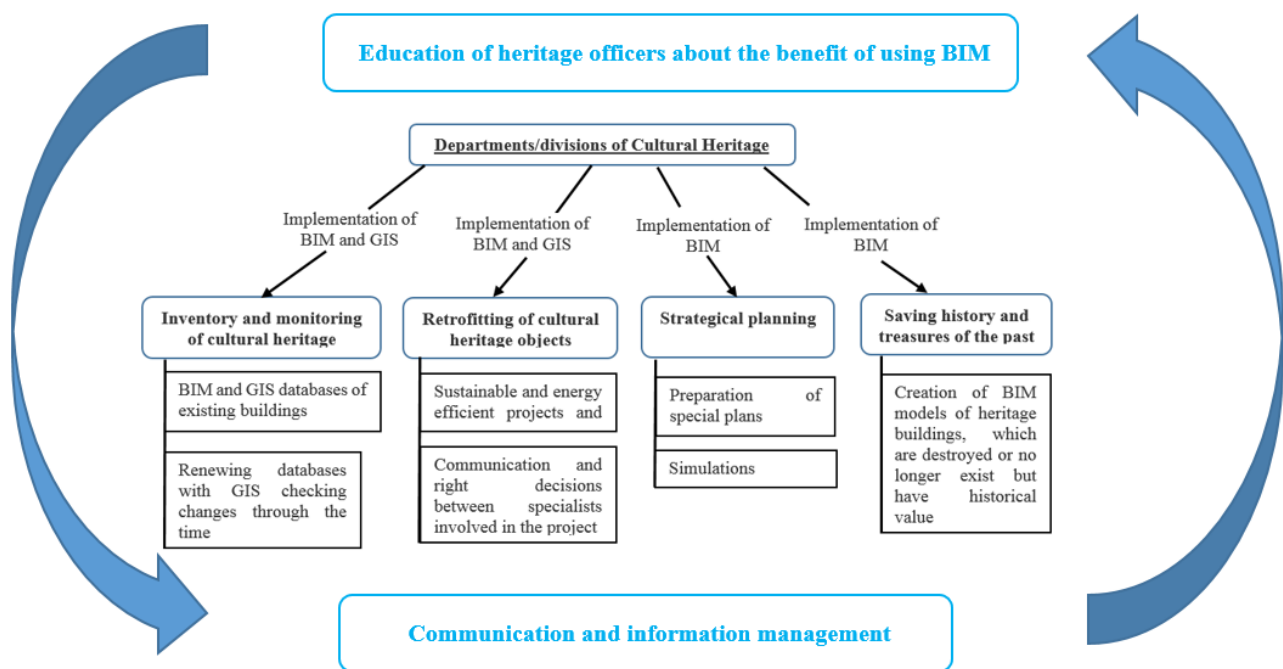 Education of heritage officers about the benefit of using BIM
Departments/divisions of Cultural Heritage
Implementation of
BIM and GIS
Implementation of
BIM and GIS
Implementation of
BIM
Implementation of
BIM
Inventory and monitoring
of cultural heritage
BIM and GIS databases of
existing buildings
Renewing databases
with GIS checking
changes through the
time
Retrofitting of cultural
heritage objects
Sustainable and energy
efficient projects and
Communication and
right decisions
between specialists
involved in the project
Strategical planning
Preparation of
special plans
Simulations
Saving history and
treasures of the past
Creation of BIM
models of heritage
buildings, which
are destroyed or no
longer exist but
have historical
value
Communication and information management